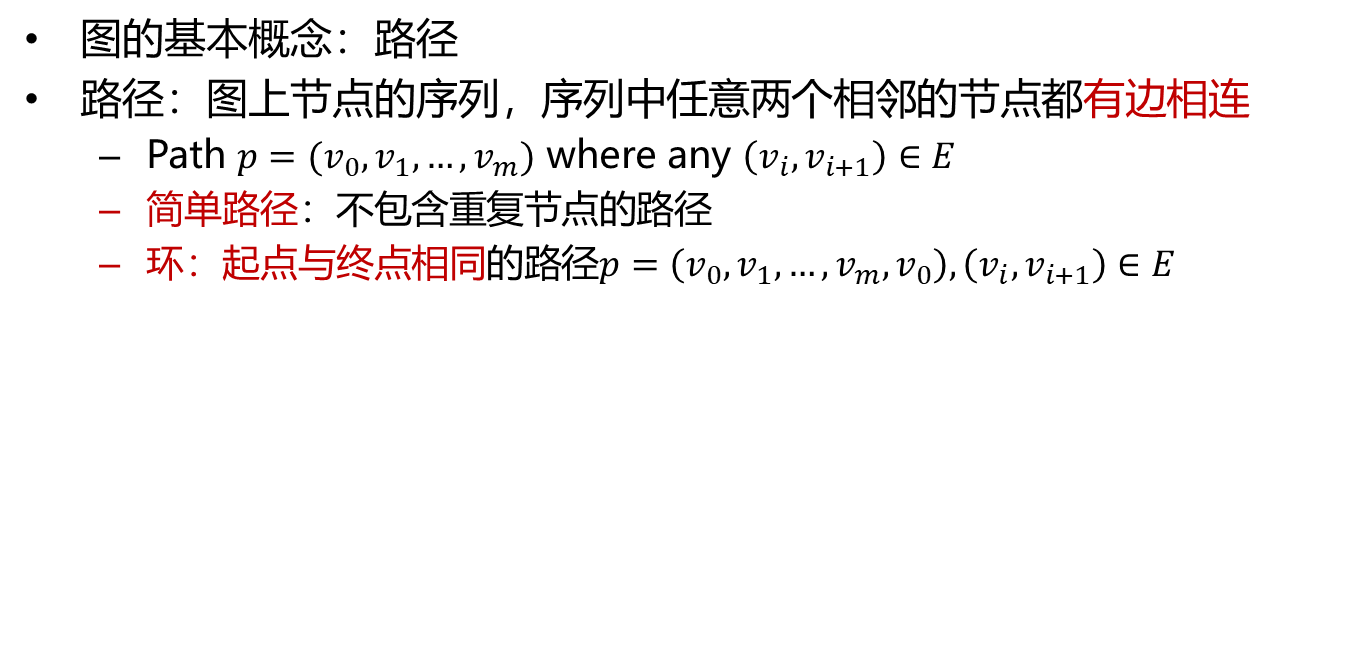 • 图的基本概念：路径
• 路径：图上节点的序列，序列中任意两个相邻的节点都有边相连
– Path 𝑝 = (𝑣₀, 𝑣₁, … , 𝑣ₘ) where any (𝑣ᵢ, 𝑣ᵢ₊₁) ∈ 𝐸
– 简单路径：不包含重复节点的路径
– 环：起点与终点相同的路径𝑝 = (𝑣₀, 𝑣₁, … , 𝑣ₘ, 𝑣₀), (𝑣ᵢ, 𝑣ᵢ₊₁) ∈ 𝐸